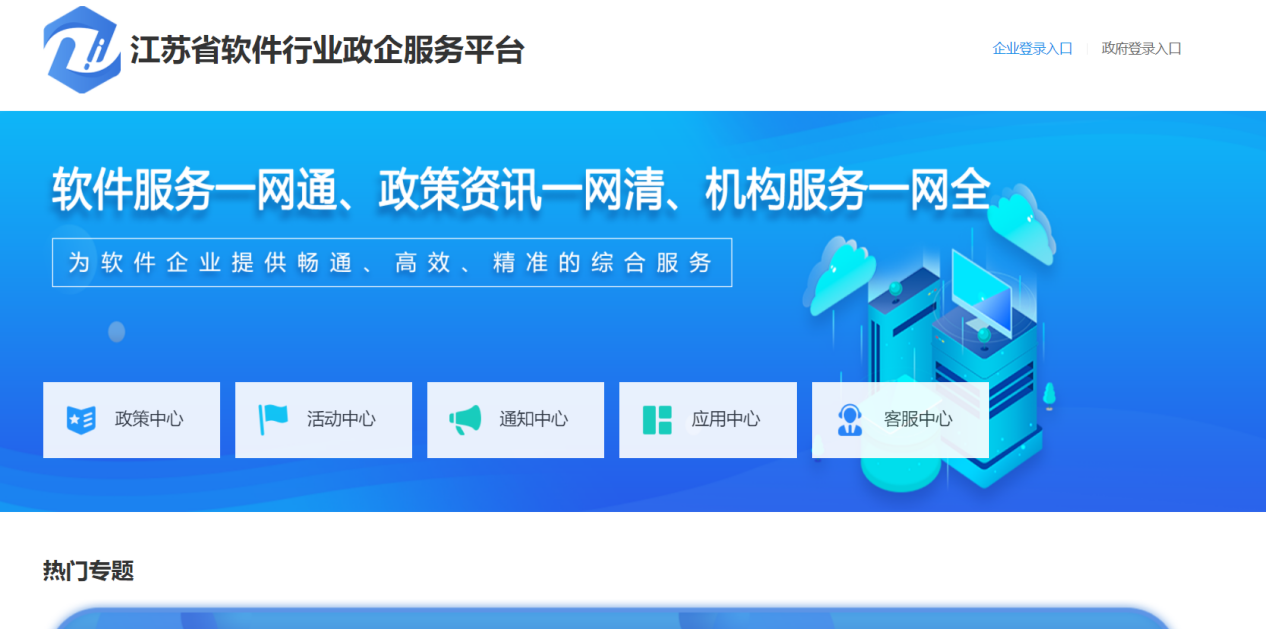 江苏省软件行业政企服务平台
企业登录入口 政府登录入口
软件服务一网通、政策资讯一网清、机构服务一网全
为软件企业提供畅通、高效、精准的综合服务
政策中心 活动中心 通知中心 应用中心 客服中心
热门专题